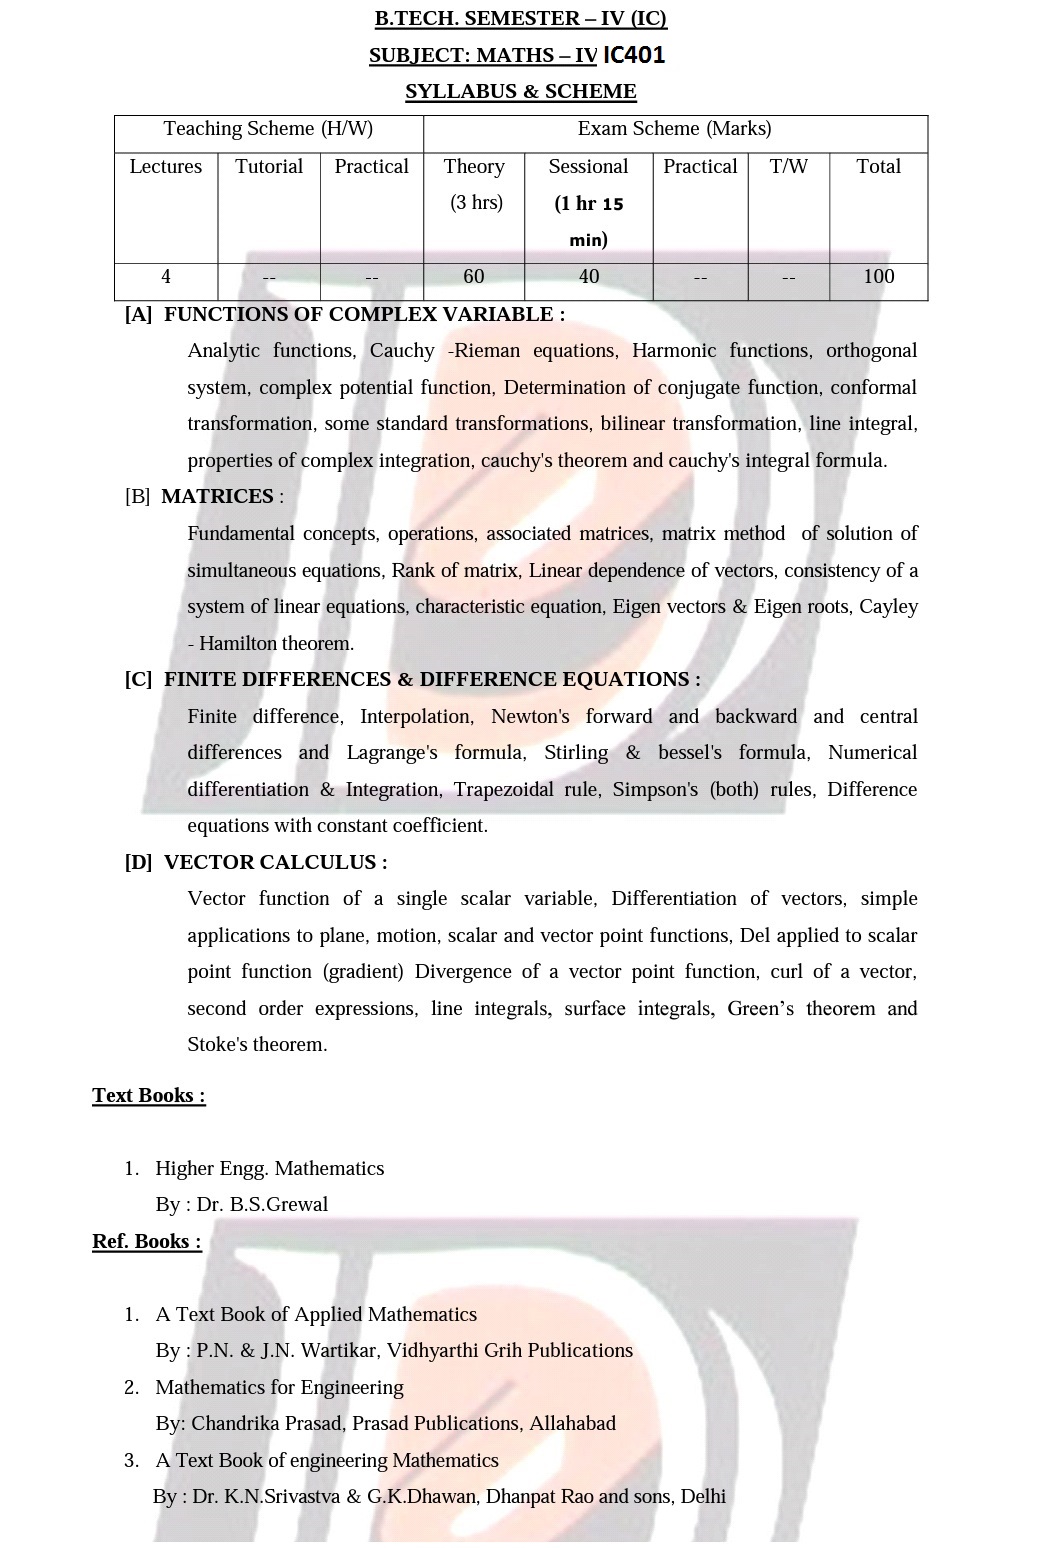 B.TECH. SEMESTER – IV (IC)
SUBJECT: MATHS – IV IC401
SYLLABUS & SCHEME
Teaching Scheme (H/W) Exam Scheme (Marks)
Lectures Tutorial Practical Theory Sessional Practical T/W Total
(3 hrs) (1 hr 15
min)
4 -- -- 60 40 -- -- 100
[A] FUNCTIONS OF COMPLEX VARIABLE :
Analytic functions, Cauchy -Rieman equations, Harmonic functions, orthogonal
system, complex potential function, Determination of conjugate function, conformal
transformation, some standard transformations, bilinear transformation, line integral,
properties of complex integration, cauchy's theorem and cauchy's integral formula.
[B] MATRICES :
Fundamental concepts, operations, associated matrices, matrix method of solution of
simultaneous equations, Rank of matrix, Linear dependence of vectors, consistency of a
system of linear equations, characteristic equation, Eigen vectors & Eigen roots, Cayley
- Hamilton theorem.
[C] FINITE DIFFERENCES & DIFFERENCE EQUATIONS :
Finite difference, Interpolation, Newton's forward and backward and central
differences and Lagrange's formula, Stirling & bessel's formula, Numerical
differentiation & Integration, Trapezoidal rule, Simpson's (both) rules, Difference
equations with constant coefficient.
[D] VECTOR CALCULUS :
Vector function of a single scalar variable, Differentiation of vectors, simple
applications to plane, motion, scalar and vector point functions, Del applied to scalar
point function (gradient) Divergence of a vector point function, curl of a vector,
second order expressions, line integrals, surface integrals, Green’s theorem and
Stoke's theorem.
Text Books :
1. Higher Engg. Mathematics
By : Dr. B.S.Grewal
Ref. Books :
1. A Text Book of Applied Mathematics
By : P.N. & J.N. Wartikar, Vidhyarthi Grih Publications
2. Mathematics for Engineering
By: Chandrika Prasad, Prasad Publications, Allahabad
3. A Text Book of engineering Mathematics
By : Dr. K.N.Srivastva & G.K.Dhawan, Dhanpat Rao and sons, Delhi